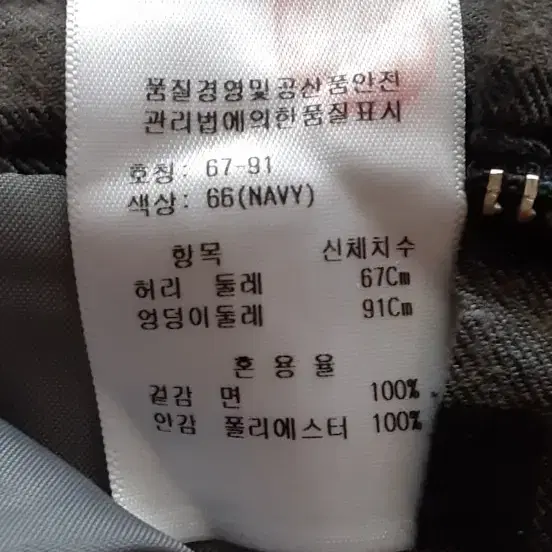 품질경영및공산품안전
관리법에의한품질표시
호칭: 67-91
색상: 66(NAVY)
항목 신체치수
허리 둘레 67Cm
엉덩이둘레 91Cm
혼용율
겉감 면 100%
안감 폴리에스터 100%